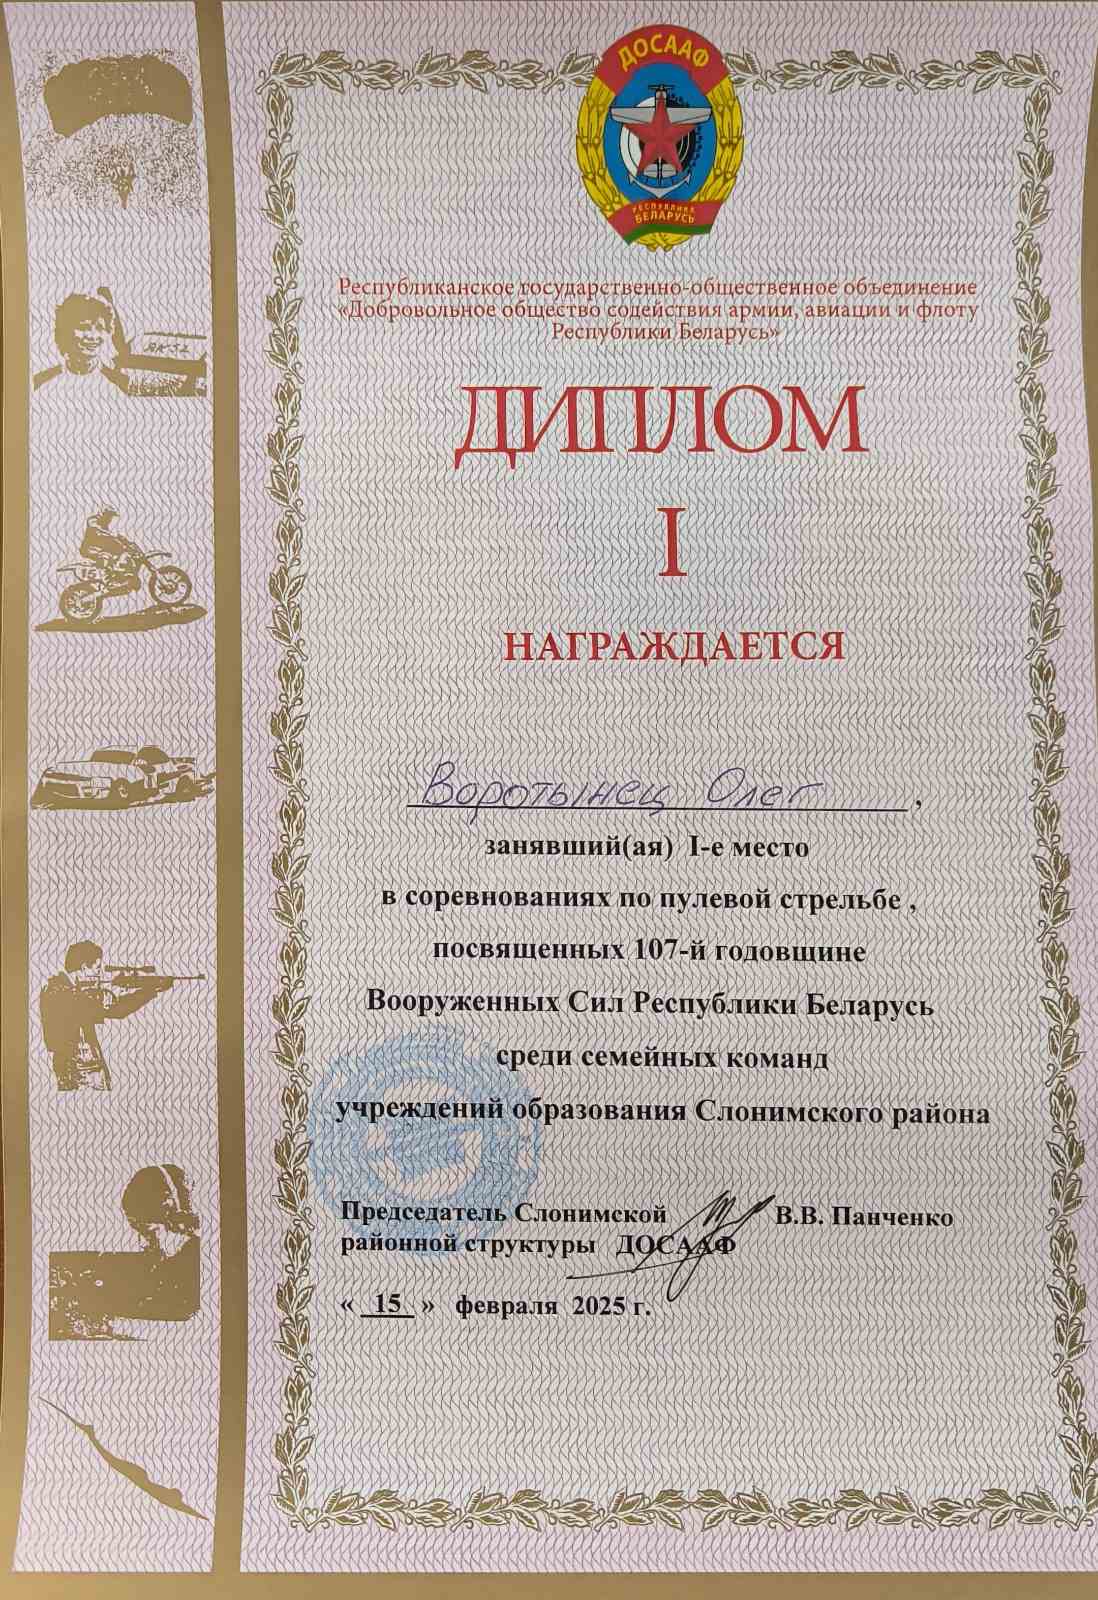 ДОСААФ
РЕСПУБЛИКА
БЕЛАРУСЬ
Республиканское государственно-общественное объединение
«Добровольное общество содействия армии, авиации и флоту
Республики Беларусь»
ДИПЛОМ
I
НАГРАЖДАЕТСЯ
Воротынец Олег,
занявший(ая) I-е место
в соревнованиях по пулевой стрельбе ,
посвященных 107-й годовщине
Вооруженных Сил Республики Беларусь
среди семейных команд
учреждений образования Слонимского района
Председатель Слонимской В.В. Панченко
районной структуры ДОСААФ
« 15 » февраля 2025 г.